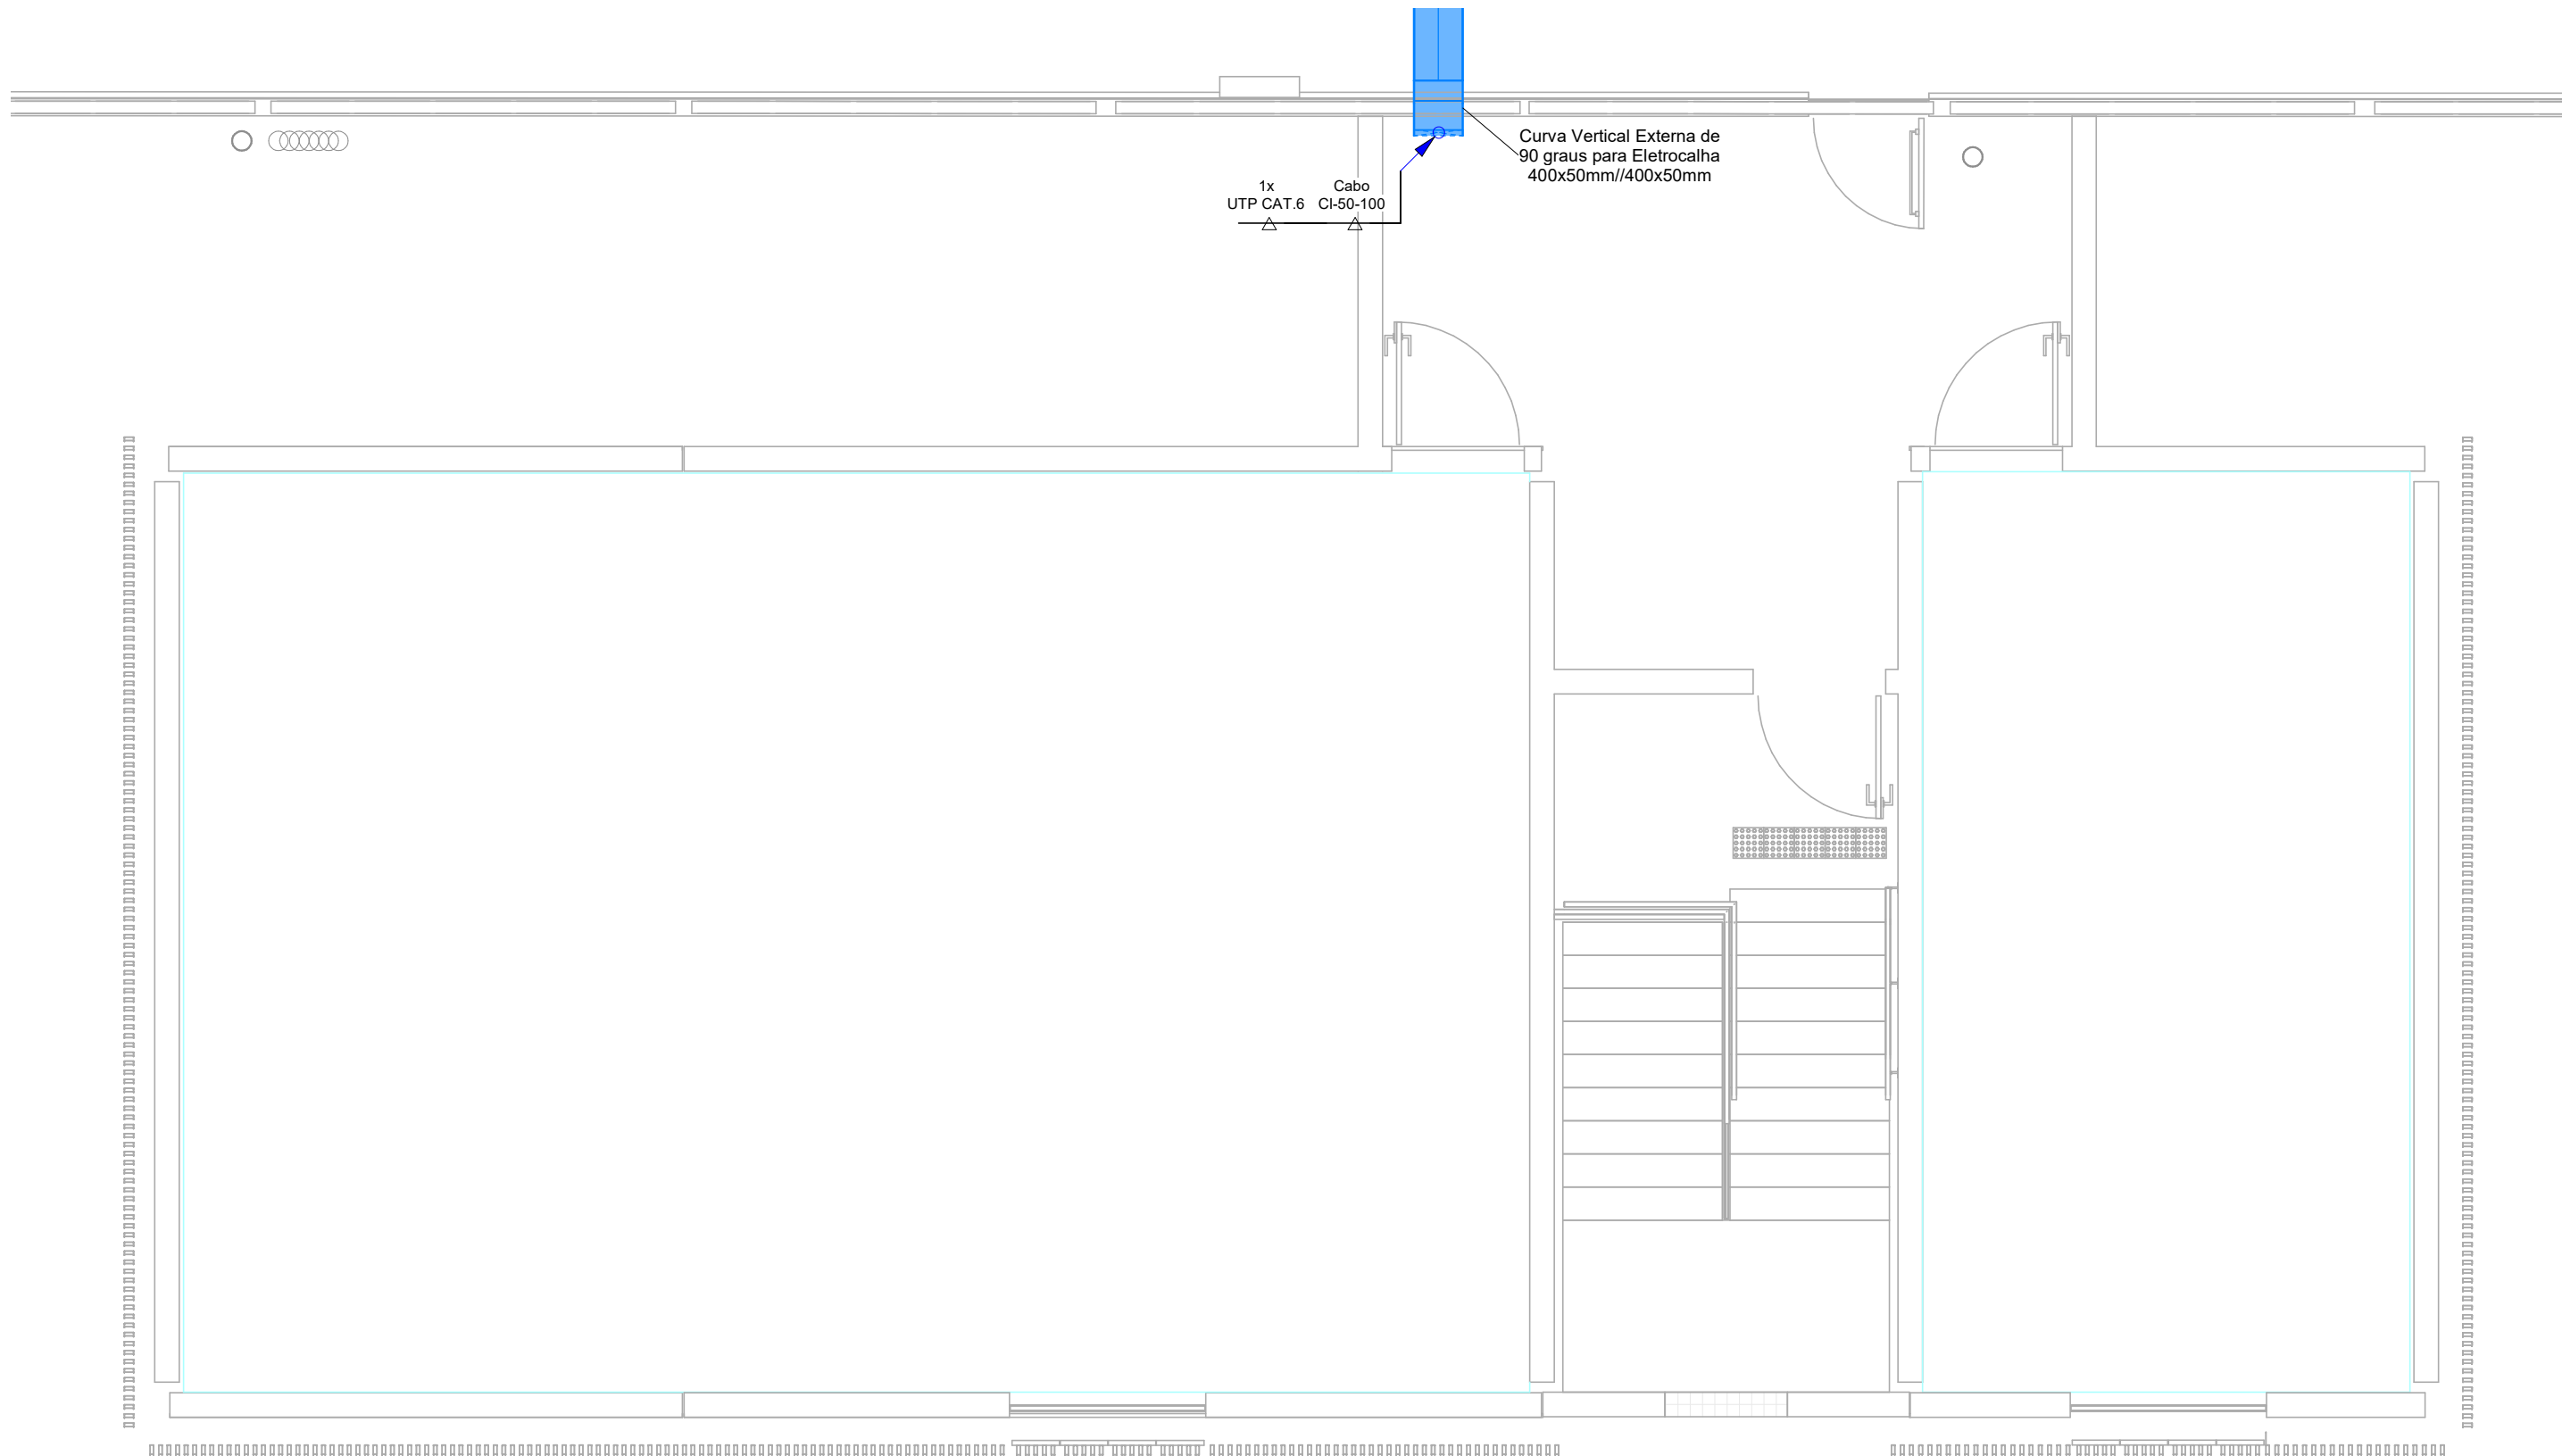 Curva Vertical Externa de
90 graus para Eletrocalha
400x50mm//400x50mm
1x
UTP CAT.6
Cabo
CI-50-100